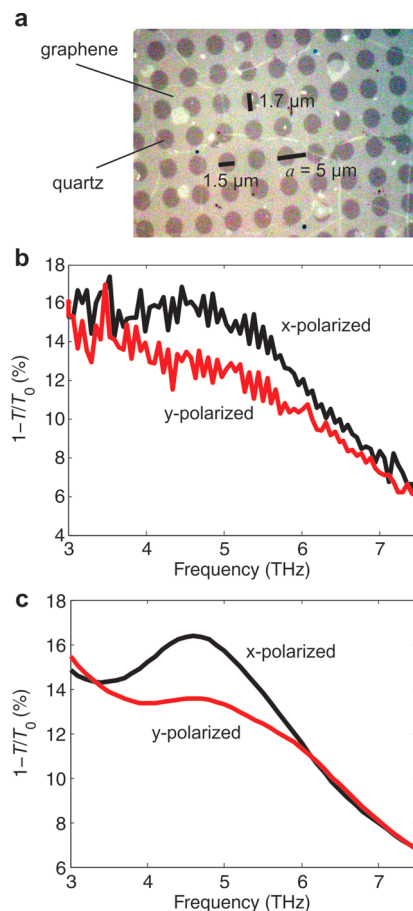 a
graphene
1.7 µm
quartz
1.5 µm
a = 5 µm
b
18
16
14
12
10
8
6
4
1−T/T0 (%)
x-polarized
y-polarized
3
4
5
6
7
Frequency (THz)
c
18
16
14
12
10
8
6
1−T/T0 (%)
x-polarized
y-polarized
3
4
5
6
7
Frequency (THz)